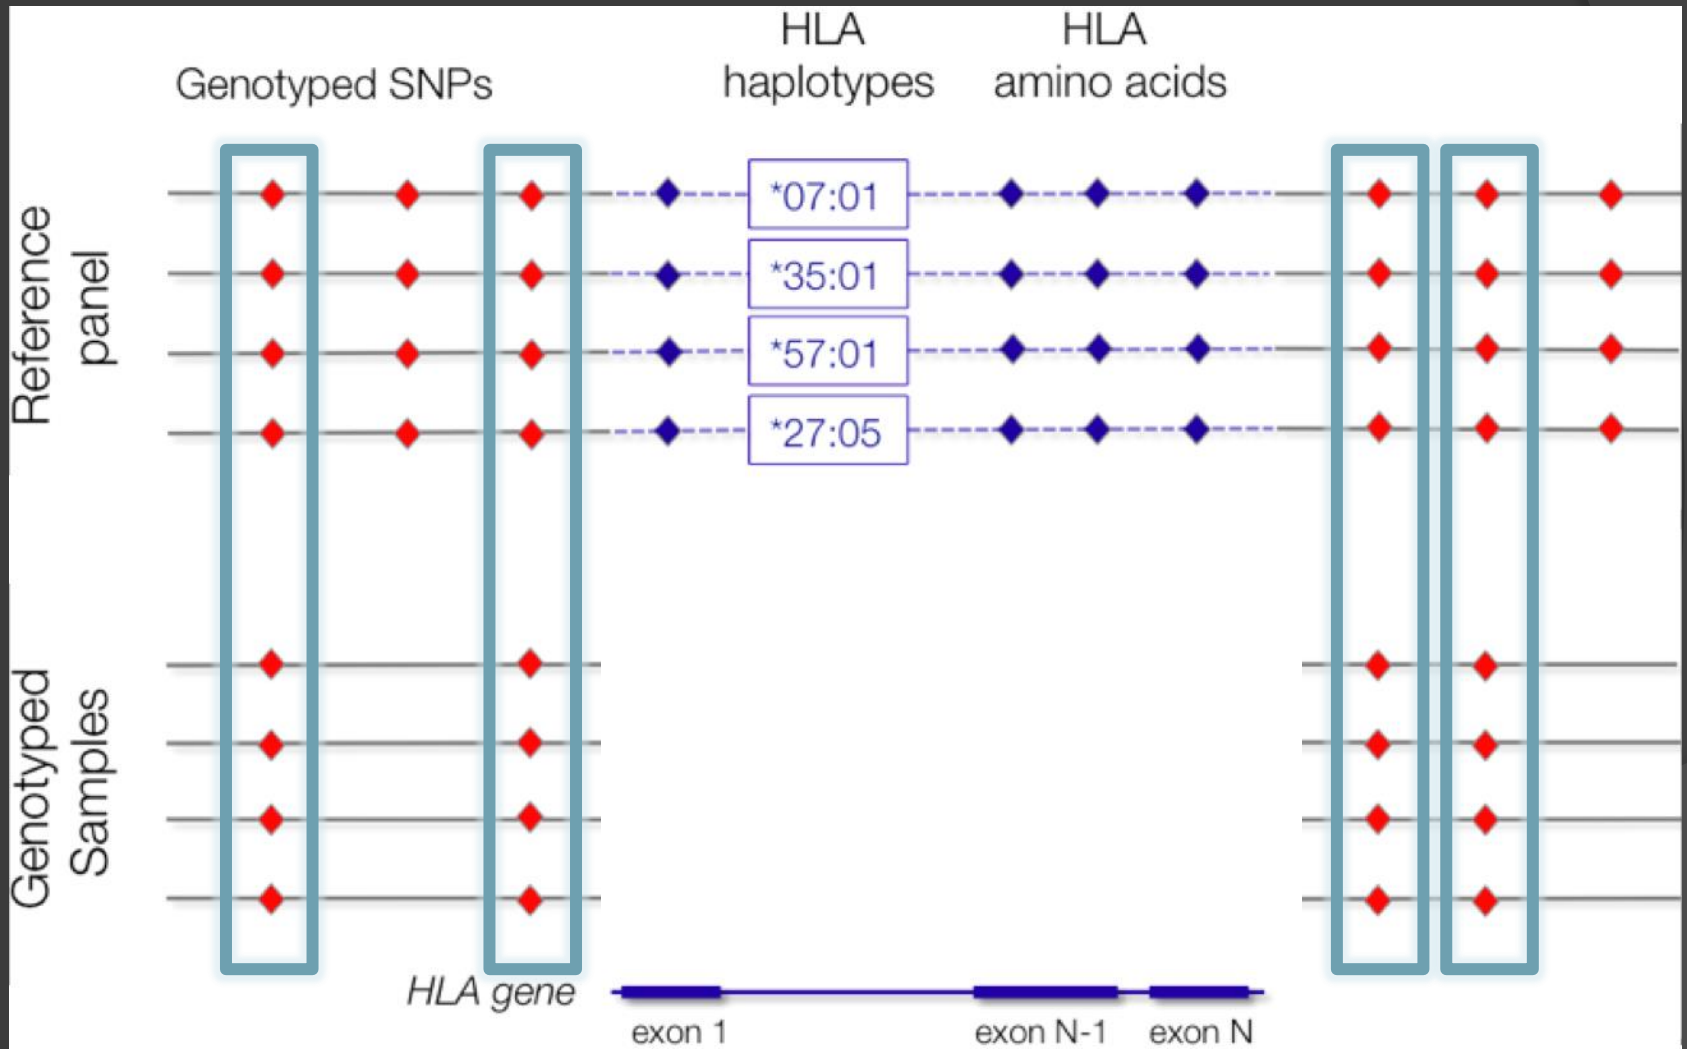 HLA
haplotypes
HLA
amino acids
Genotyped SNPs
Reference
panel
*07:01
*35:01
*57:01
*27:05
Genotyped
Samples
HLA gene
exon 1
exon N-1
exon N